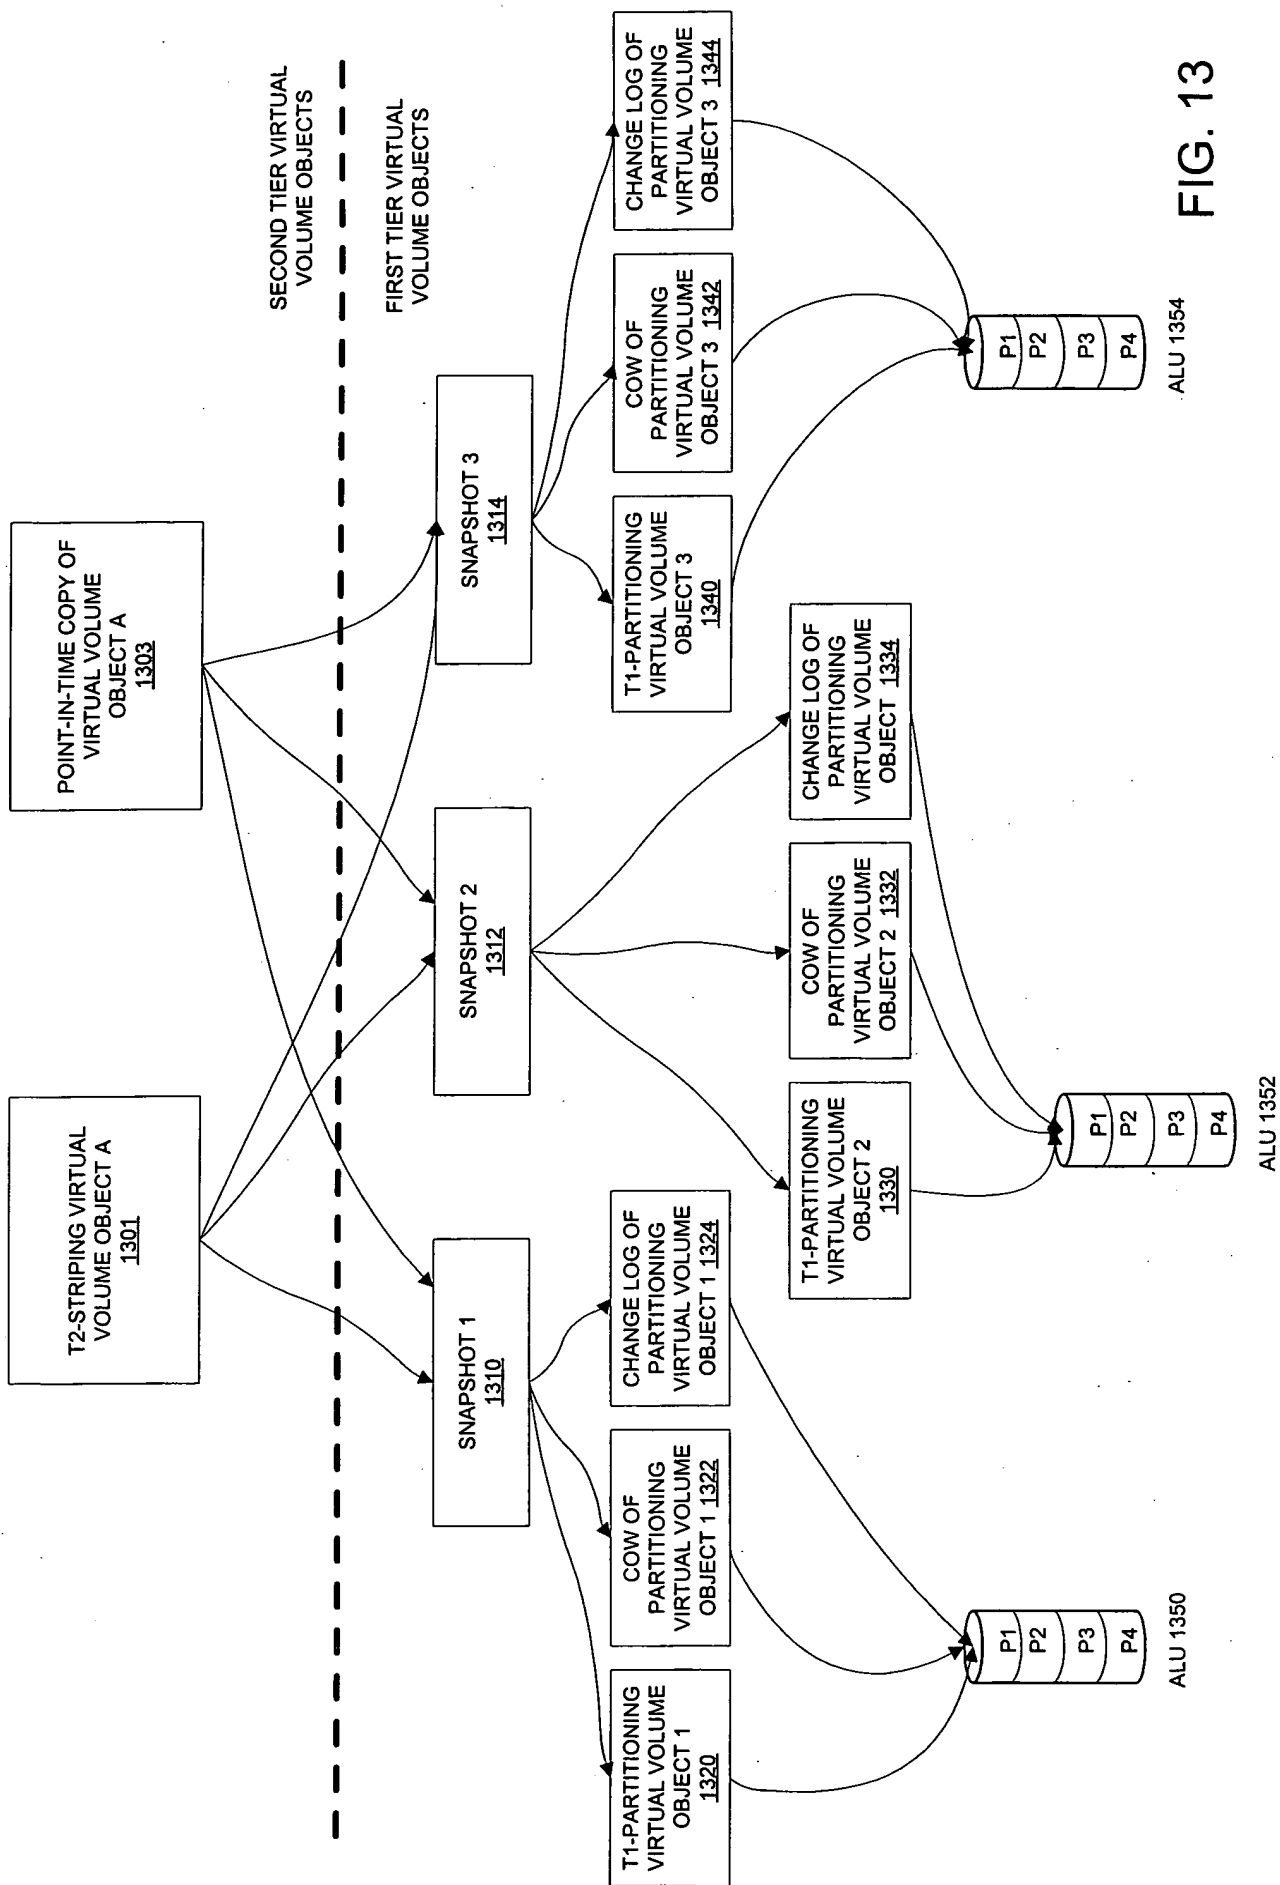 T2-STRIPING VIRTUAL
VOLUME OBJECT A
1301
POINT-IN-TIME COPY OF
VIRTUAL VOLUME
OBJECT A
1303
SECOND TIER VIRTUAL
VOLUME OBJECTS
FIRST TIER VIRTUAL
VOLUME OBJECTS
SNAPSHOT 1
1310
SNAPSHOT 2
1312
SNAPSHOT 3
1314
T1-PARTITIONING
VIRTUAL VOLUME
OBJECT 1
1320
COW OF
PARTITIONING
VIRTUAL VOLUME
OBJECT 1 1322
CHANGE LOG OF
PARTITIONING
VIRTUAL VOLUME
OBJECT 1 1324
T1-PARTITIONING
VIRTUAL VOLUME
OBJECT 2
1330
COW OF
PARTITIONING
VIRTUAL VOLUME
OBJECT 2 1332
CHANGE LOG OF
PARTITIONING
VIRTUAL VOLUME
OBJECT 1334
T1-PARTITIONING
VIRTUAL VOLUME
OBJECT 3
1340
COW OF
PARTITIONING
VIRTUAL VOLUME
OBJECT 3 1342
CHANGE LOG OF
PARTITIONING
VIRTUAL VOLUME
OBJECT 3 1344
P1
P2
P3
P4
ALU 1350
P1
P2
P3
P4
ALU 1352
P1
P2
P3
P4
ALU 1354
FIG. 13